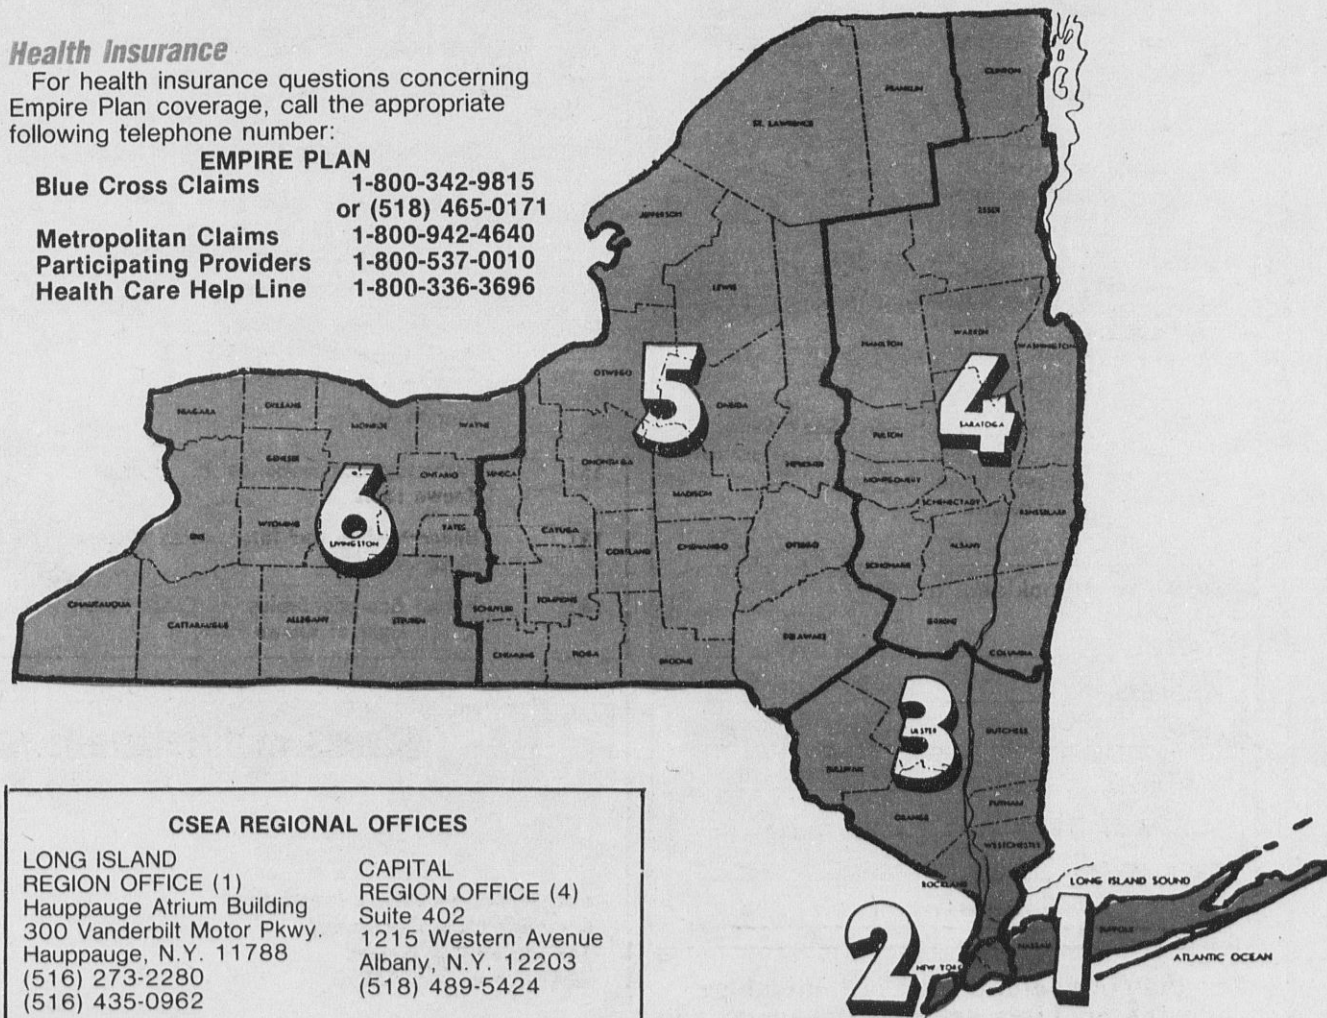 Health Insurance
For health insurance questions concerning
Empire Plan coverage, call the appropriate
following telephone number:
EMPIRE PLAN
Blue Cross Claims 1-800-342-9815
or (518) 465-0171
Metropolitan Claims 1-800-942-4640
Participating Providers 1-800-537-0010
Health Care Help Line 1-800-336-3696
CLINTON
FRANKLIN
ST. LAWRENCE
ESSEX
JEFFERSON
LEWIS
HAMILTON
WARREN
WASHINGTON
5
4
OSWEGO
ONEIDA
SARATOGA
NIAGARA
ORLEANS
MONROE
WAYNE
FULTON
GENESEE
ONTARIO
SENECA
ONONDAGA
HERKIMER
MONTGOMERY
MADISON
SCHENECTADY
RENSSELAER
6
ERIE
WYOMING
LIVINGSTON
YATES
CAYUGA
CORTLAND
CHENANGO
OTSEGO
ALBANY
SCHOHARIE
CHAUTAUQUA
CATTARAUGUS
ALLEGANY
STEUBEN
SCHUYLER
TOMPKINS
CHEMUNG
TIOGA
BROOME
DELAWARE
GREENE
COLUMBIA
3
ULSTER
DUTCHESS
SULLIVAN
ORANGE
PUTNAM
WESTCHESTER
ROCKLAND
LONG ISLAND SOUND
2
1
NEW YORK
NASSAU
SUFFOLK
ATLANTIC OCEAN
CSEA REGIONAL OFFICES
LONG ISLAND
REGION OFFICE (1)
Hauppauge Atrium Building
300 Vanderbilt Motor Pkwy.
Hauppauge, N.Y. 11788
(516) 273-2280
(516) 435-0962
CAPITAL
REGION OFFICE (4)
Suite 402
1215 Western Avenue
Albany, N.Y. 12203
(518) 489-5424